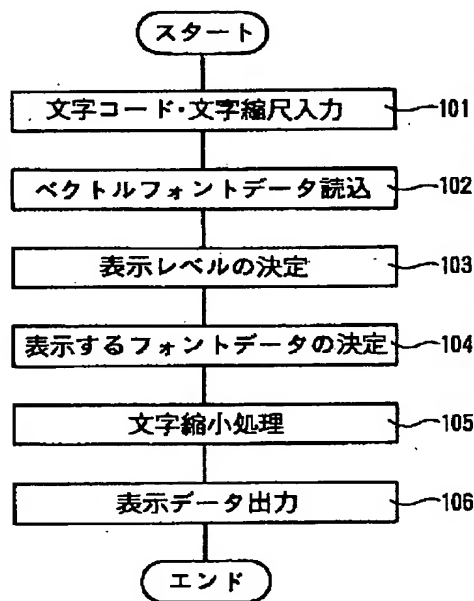 スタート
文字コード・文字縮尺入力 101
ベクトルフォントデータ読込 102
表示レベルの決定 103
表示するフォントデータの決定 104
文字縮小処理 105
表示データ出力 106
エンド